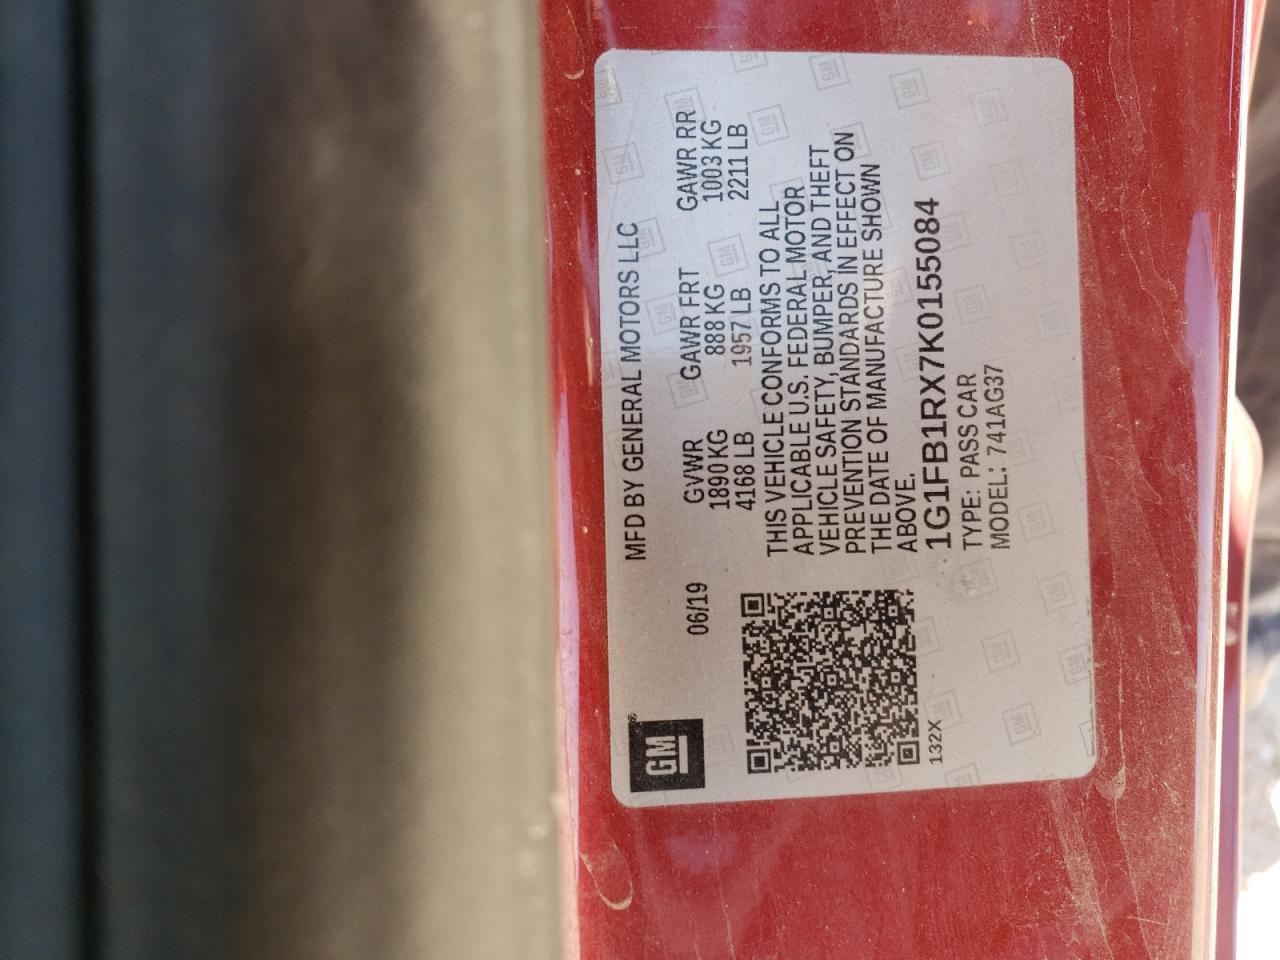 GM
MFD BY GENERAL MOTORS LLC
06/19
GVWR GAWR FRT GAWR RR
1890 KG 888 KG 1003 KG
4168 LB 1957 LB 2211 LB
THIS VEHICLE CONFORMS TO ALL
APPLICABLE U.S. FEDERAL MOTOR
VEHICLE SAFETY, BUMPER, AND THEFT
PREVENTION STANDARDS IN EFFECT ON
THE DATE OF MANUFACTURE SHOWN
ABOVE.
1G1FB1RX7K0155084
TYPE: PASS CAR
MODEL: 741AG37
132X